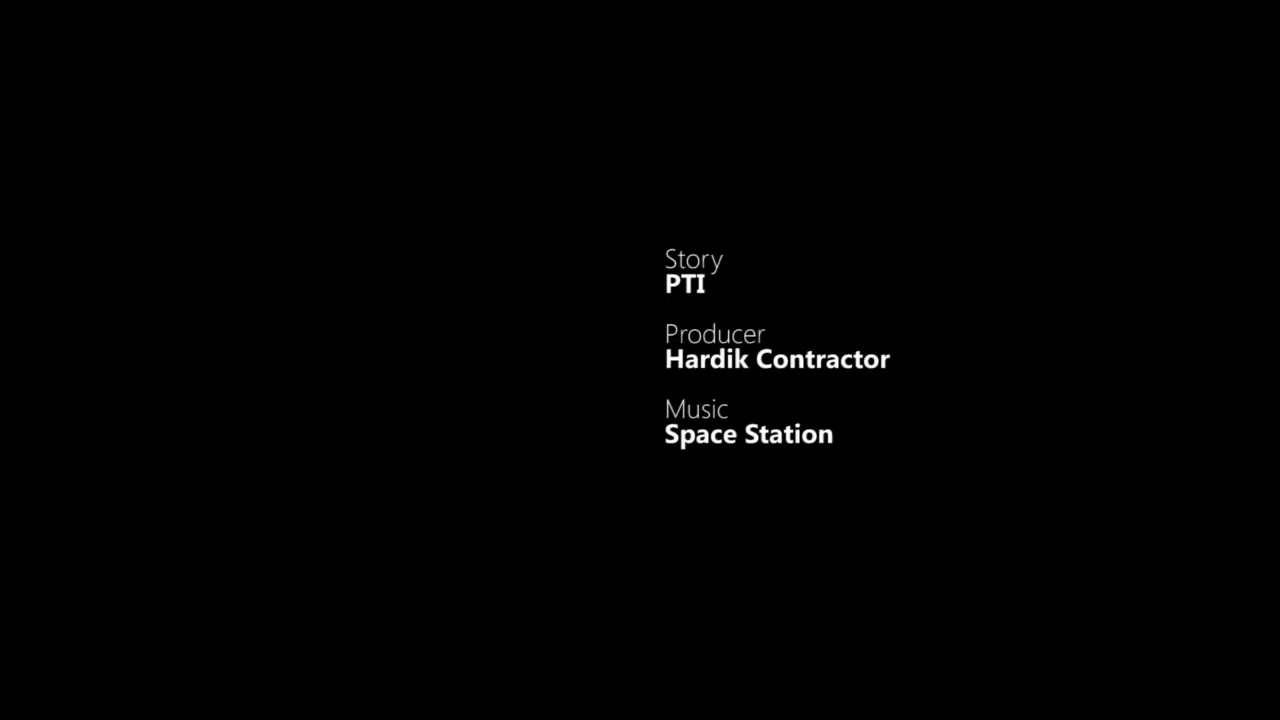 Story
PTI
Producer
Hardik Contractor
Music
Space Station